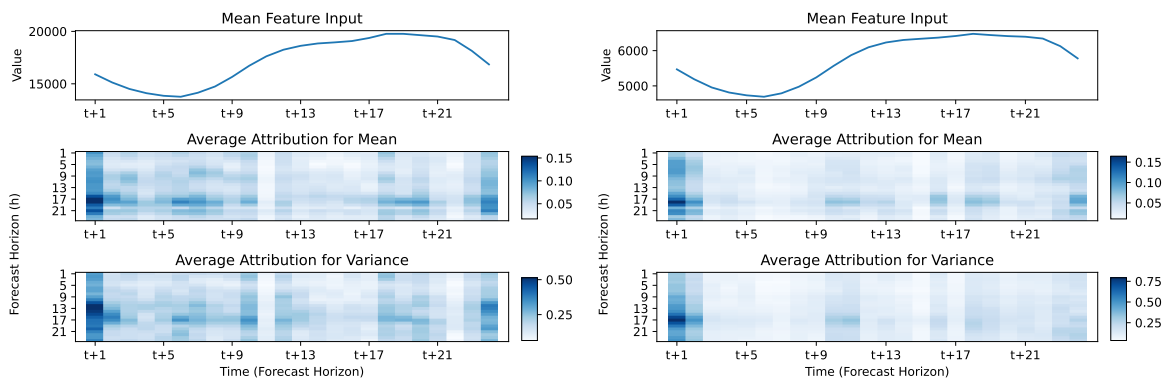 Mean Feature Input
Value
20000
15000
t+1 t+5 t+9 t+13 t+17 t+21
Average Attribution for Mean
1
5
9
13
17
21
0.15
0.10
0.05
t+1 t+5 t+9 t+13 t+17 t+21
Forecast Horizon (h)
Average Attribution for Variance
1
5
9
13
17
21
0.50
0.25
t+1 t+5 t+9 t+13 t+17 t+21
Time (Forecast Horizon)
Mean Feature Input
Value
6000
5000
t+1 t+5 t+9 t+13 t+17 t+21
Average Attribution for Mean
1
5
9
13
17
21
0.15
0.10
0.05
t+1 t+5 t+9 t+13 t+17 t+21
Forecast Horizon (h)
Average Attribution for Variance
1
5
9
13
17
21
0.75
0.50
0.25
t+1 t+5 t+9 t+13 t+17 t+21
Time (Forecast Horizon)